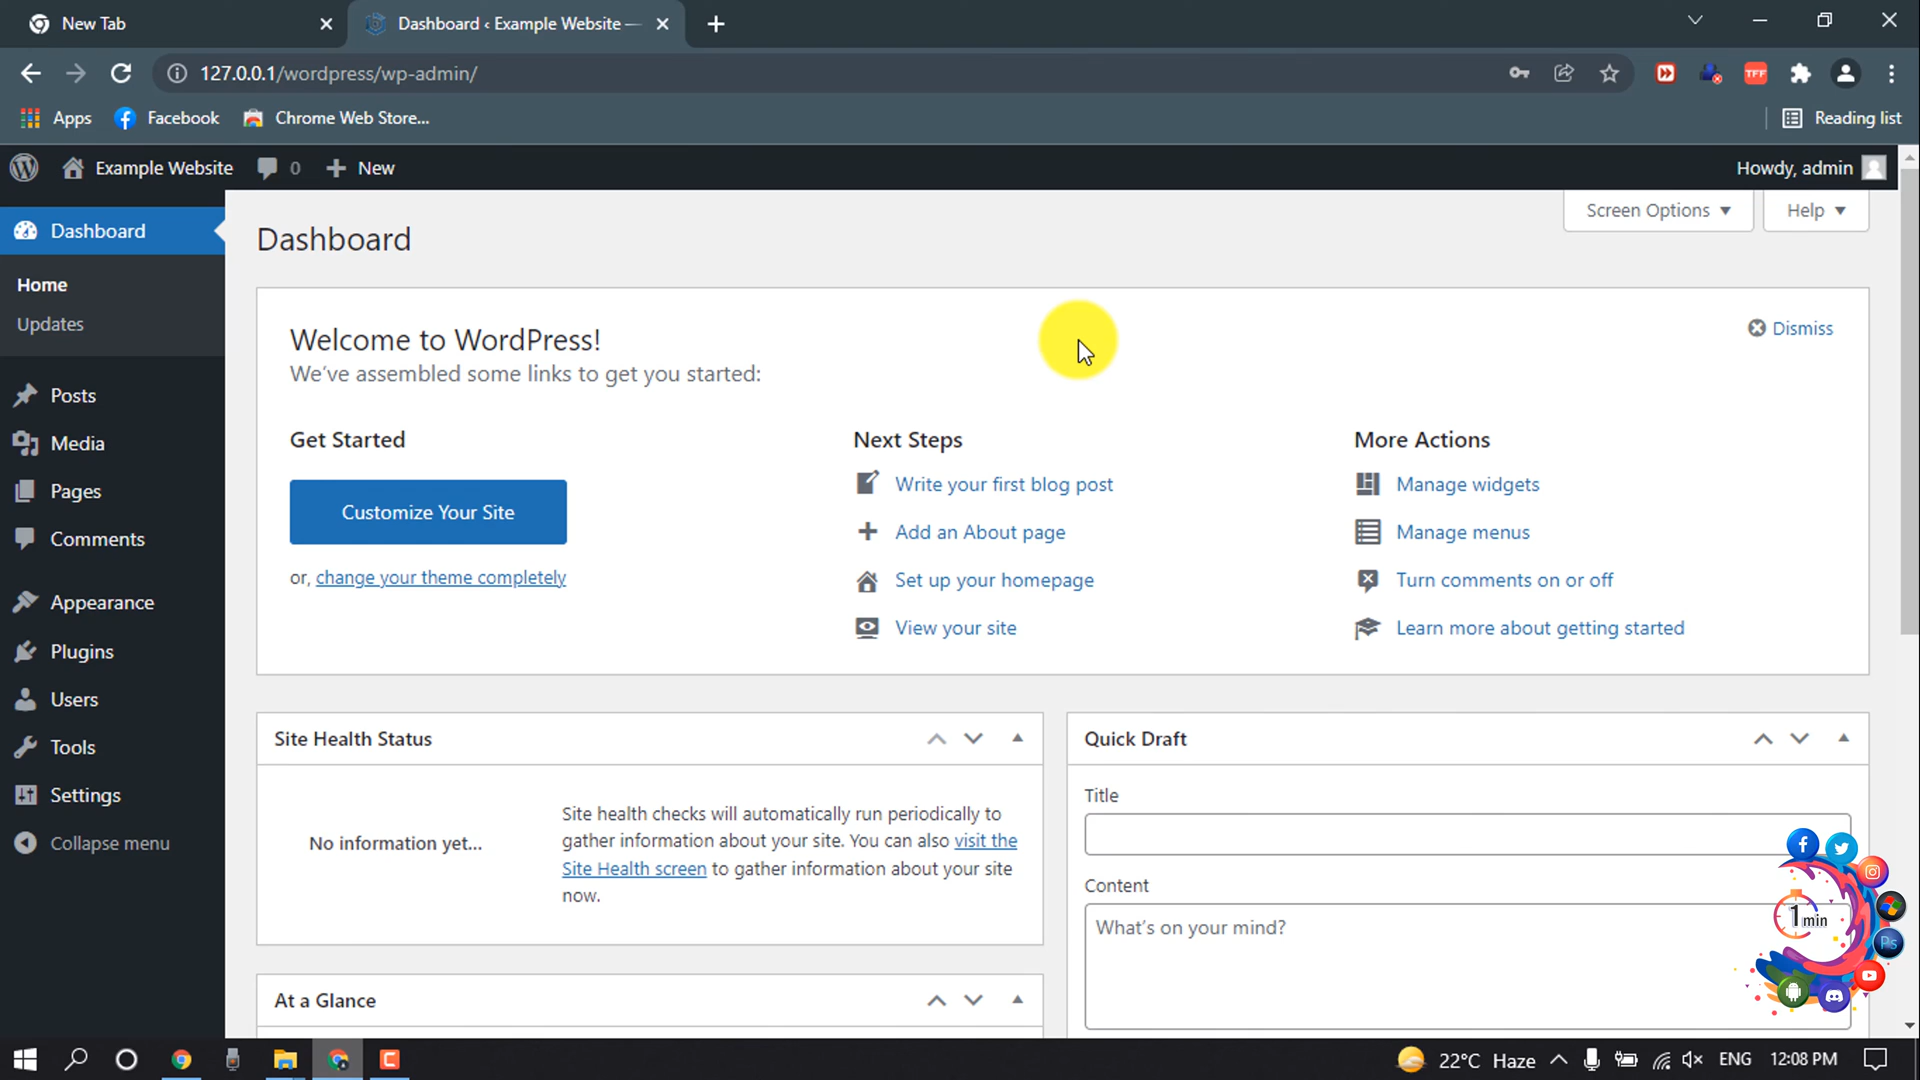 New Tab
Dashboard ‹ Example Website —
127.0.0.1/wordpress/wp-admin/
TFF
Apps
Facebook
Chrome Web Store...
Reading list
Example Website
0
New
Howdy, admin
Dashboard
Home
Updates
Posts
Media
Pages
Comments
Appearance
Plugins
Users
Tools
Settings
Collapse menu
Screen Options
Help
Dashboard
Welcome to WordPress!
We've assembled some links to get you started:
Dismiss
Get Started
Customize Your Site
or, change your theme completely
Next Steps
Write your first blog post
Add an About page
Set up your homepage
View your site
More Actions
Manage widgets
Manage menus
Turn comments on or off
Learn more about getting started
Site Health Status
No information yet...
Site health checks will automatically run periodically to
gather information about your site. You can also visit the
Site Health screen to gather information about your site
now.
At a Glance
Quick Draft
Title
Content
What's on your mind?
1 min
Ps
22°C Haze
ENG
12:08 PM